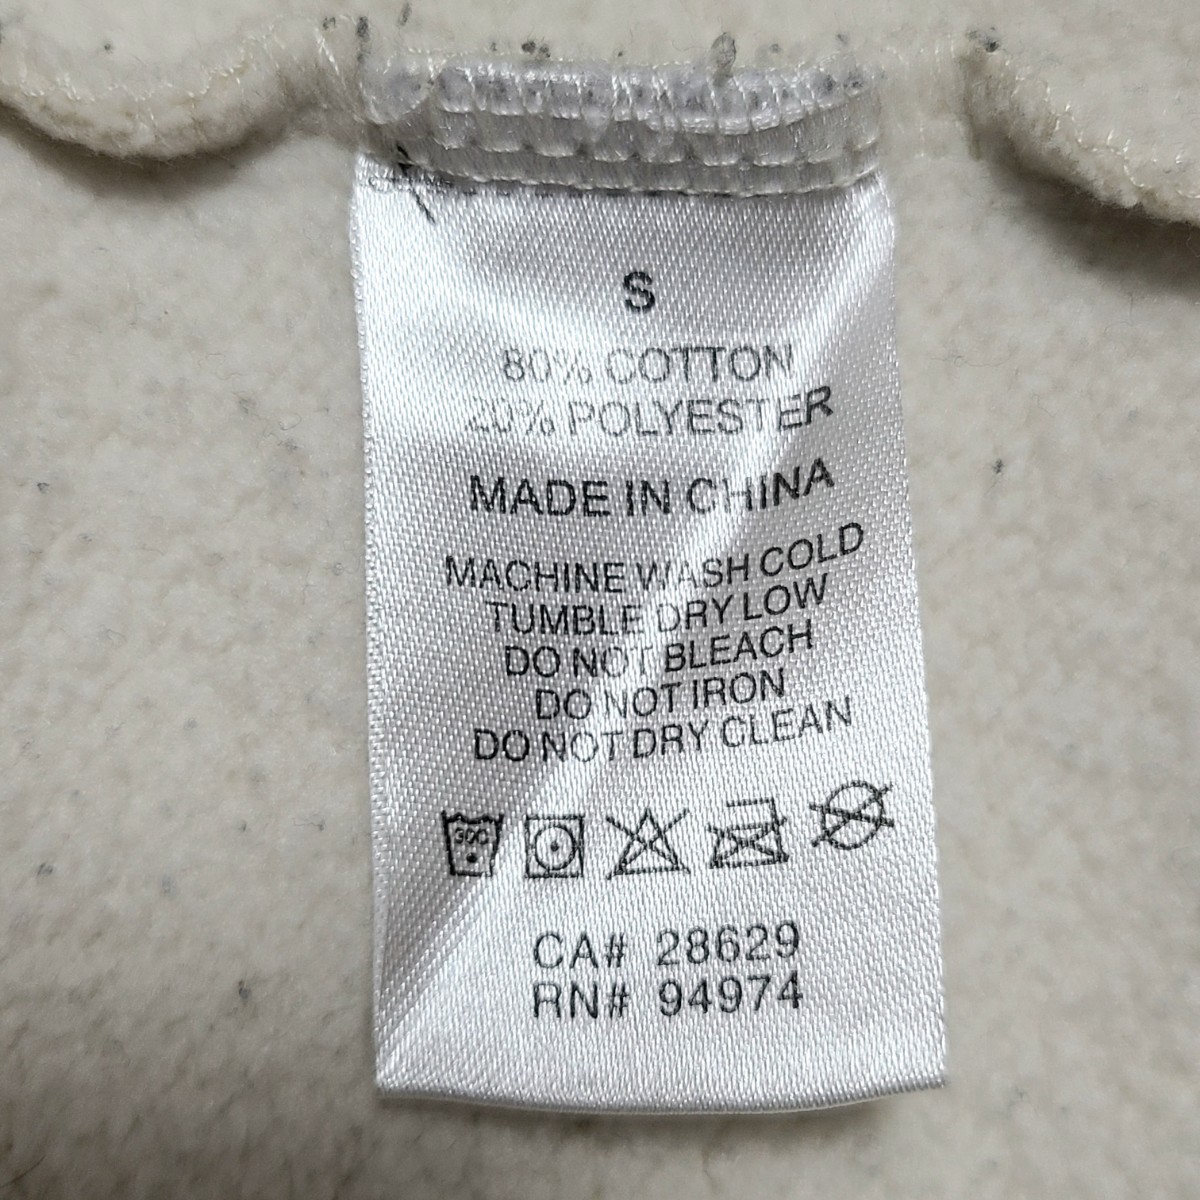 S
80% COTTON
20% POLYESTER
MADE IN CHINA
MACHINE WASH COLD
TUMBLE DRY LOW
DO NOT BLEACH
DO NOT IRON
DO NOT DRY CLEAN
30C
CA# 28629
RN# 94974